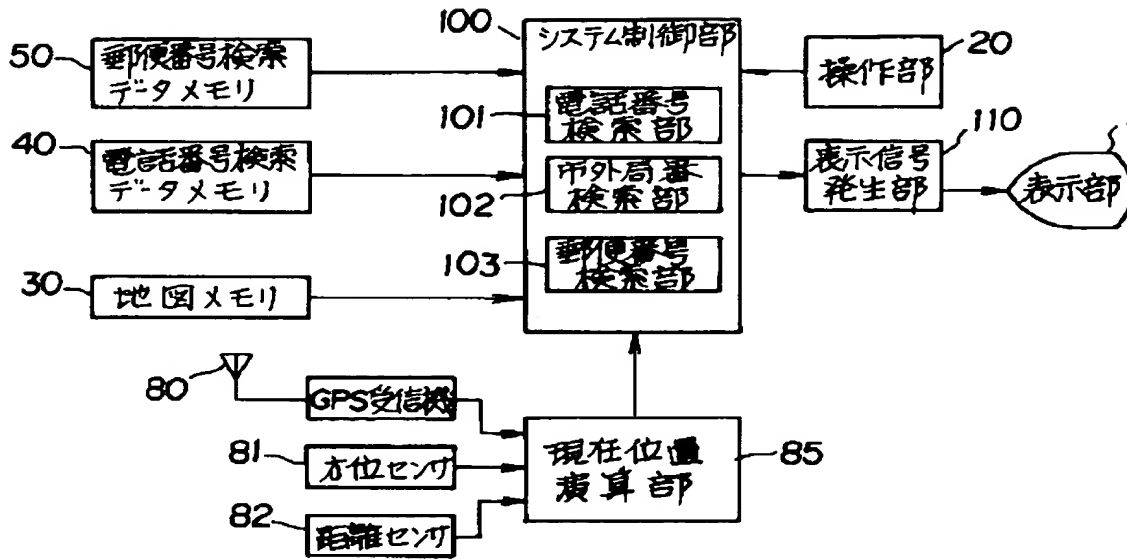 100
システム制御部
50
郵便番号検索
データメモリ
20
操作部
101
電話番号
検索部
40
電話番号検索
データメモリ
110
表示信号
発生部
表示部
102
市外局番
検索部
103
郵便番号
検索部
30
地図メモリ
80
GPS受信機
81
方位センサ
現在位置
演算部
85
82
距離センサ